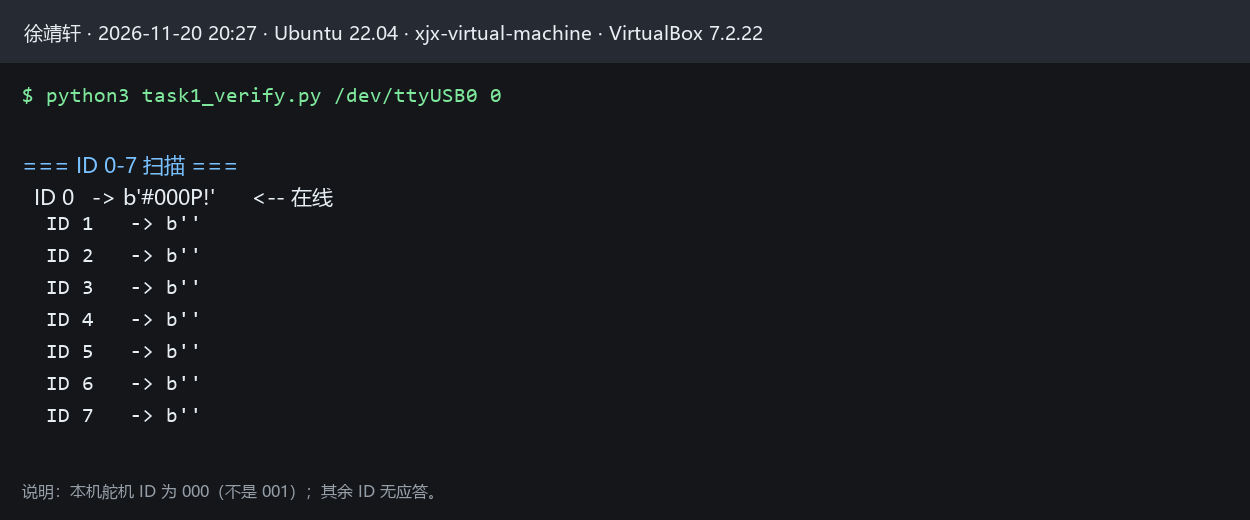 徐靖轩 · 2026-11-20 20:27 · Ubuntu 22.04 · xjx-virtual-machine · VirtualBox 7.2.22
$ python3 task1_verify.py /dev/ttyUSB0 0
=== ID 0-7 扫描 ===
ID 0 -> b'#000P!' <-- 在线
ID 1 -> b''
ID 2 -> b''
ID 3 -> b''
ID 4 -> b''
ID 5 -> b''
ID 6 -> b''
ID 7 -> b''
说明：本机舵机 ID 为 000（不是 001）；其余 ID 无应答。